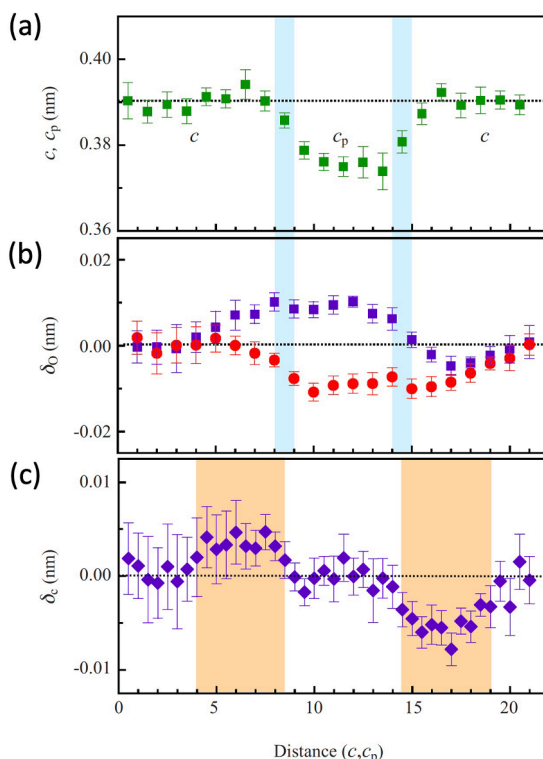 (a)
c, cp (nm)
0.40
0.38
0.36
c
cp
c
(b)
δO
0.02
0.00
-0.02
(c)
δc (nm)
0.01
0.00
-0.01
0 5 10 15 20
Distance (c,cp)